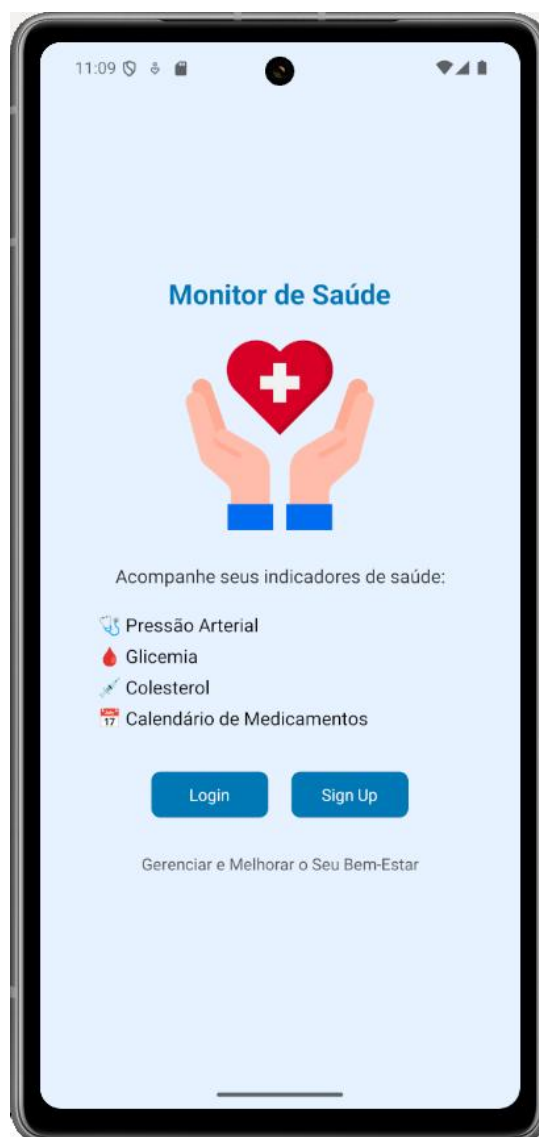 11:09
Monitor de Saúde
Acompanhe seus indicadores de saúde:
Pressão Arterial
Glicemia
Colesterol
17 Calendário de Medicamentos
Login
Sign Up
Gerenciar e Melhorar o Seu Bem-Estar